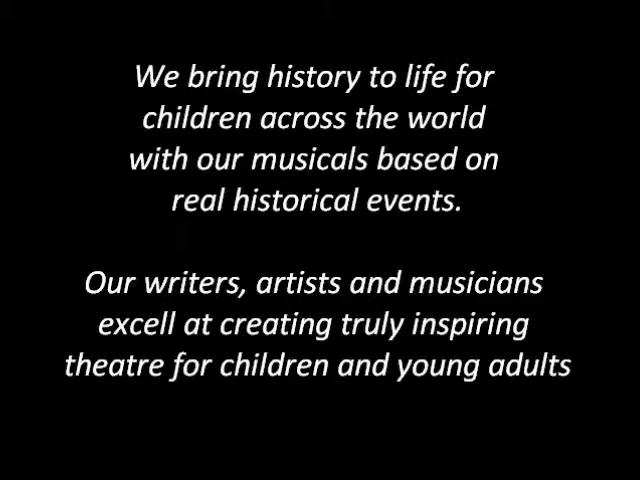 We bring history to life for
children across the world
with our musicals based on
real historical events.
Our writers, artists and musicians
excell at creating truly inspiring
theatre for children and young adults